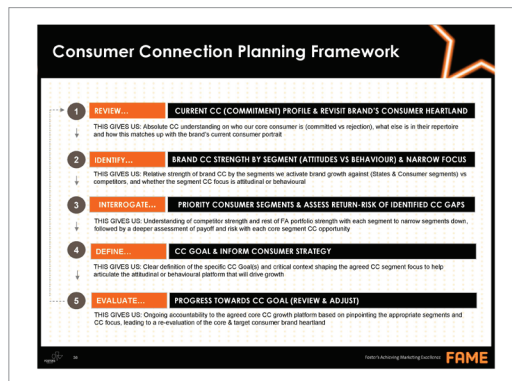 Consumer Connection Planning Framework
1 REVIEW... CURRENT CC (COMMITMENT) PROFILE & REVISIT BRAND'S CONSUMER HEARTLAND
THIS GIVES US: Absolute CC understanding on who our core consumer is (committed vs rejection), what else is in their repertoire
and how this matches up with the brand's current consumer portrait
2 IDENTIFY... BRAND CC STRENGTH BY SEGMENT (ATTITUDES VS BEHAVIOUR) & NARROW FOCUS
THIS GIVES US: Relative strength of brand CC by the segments we activate brand growth against (States & Consumer segments) vs
competitors, and whether the segment CC focus is attitudinal or behavioural
3 INTERROGATE... PRIORITY CONSUMER SEGMENTS & ASSESS RETURN-RISK OF IDENTIFIED CC GAPS
THIS GIVES US: Understanding of competitor strength and rest of FA portfolio strength with each segment to narrow segments down,
followed by a deeper assessment of payoff and risk with each core segment CC opportunity
4 DEFINE... CC GOAL & INFORM CONSUMER STRATEGY
THIS GIVES US: Clear definition of the specific CC Goal(s) and critical context shaping the agreed CC segment focus to help
articulate the attitudinal or behavioural platform that will drive growth
5 EVALUATE... PROGRESS TOWARDS CC GOAL (REVIEW & ADJUST)
THIS GIVES US: Ongoing accountability to the agreed core CC growth platform based on pinpointing the appropriate segments and
CC focus, leading to a re-evaluation of the core & target consumer brand heartland
Foster's Achieving Marketing Excellence FAME